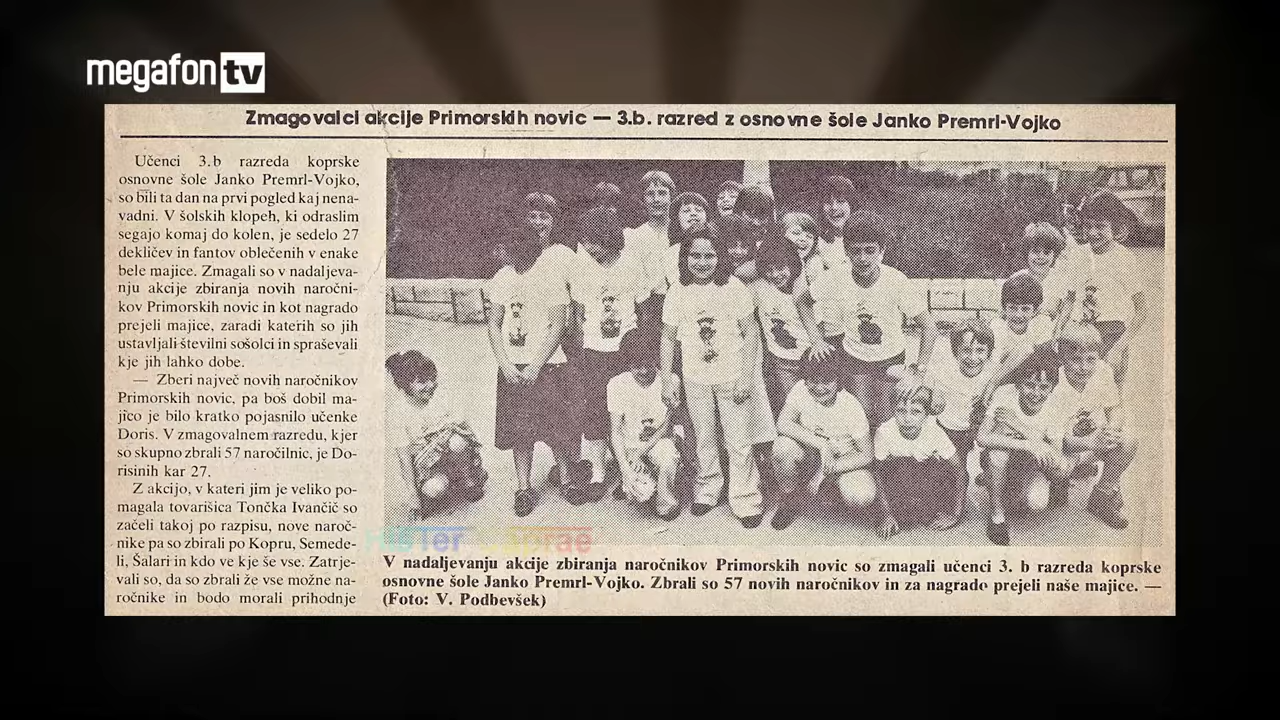 megafon tv
Zmagovalci akcije Primorskih novic — 3.b. razred z osnovne šole Janko Premrl-Vojko
Učenci 3.b razreda koprske
osnovne šole Janko Premrl-Vojko,
so bili ta dan na prvi pogled kaj nena-
vadni. V šolskih klopeh, ki odraslim
segajo komaj do kolen, je sedelo 27
dekličev in fantov oblečenih v enake
bele majice. Zmagali so v nadaljeva-
nju akcije zbiranja novih naročni-
kov Primorskih novic in kot nagrado
prejeli majice, zaradi katerih so jih
ustavljali številni sošolci in spraševali
kje jih lahko dobe.
— Zberi največ novih naročnikov
Primorskih novic, pa boš dobil ma-
jico je bilo kratko pojasnilo učenke
Doris. V zmagovalnem razredu, kjer
so skupno zbrali 57 naročilnic, je Do-
risinih kar 27.
Z akcijo, v kateri jim je veliko po-
magala tovarišica Tončka Ivančič so
začeli takoj po razpisu, nove naroč-
nike pa so zbirali po Kopru, Semede-
li, Šalari in kdo ve kje še vse. Zatrje-
vali so, da so zbrali že vse možne na-
ročnike in bodo morali prihodnje
V nadaljevanju akcije zbiranja naročnikov Primorskih novic so zmagali učenci 3. b razreda koprske
osnovne šole Janko Premrl-Vojko. Zbrali so 57 novih naročnikov in za nagrado prejeli naše majice. —
(Foto: V. Podbevšek)